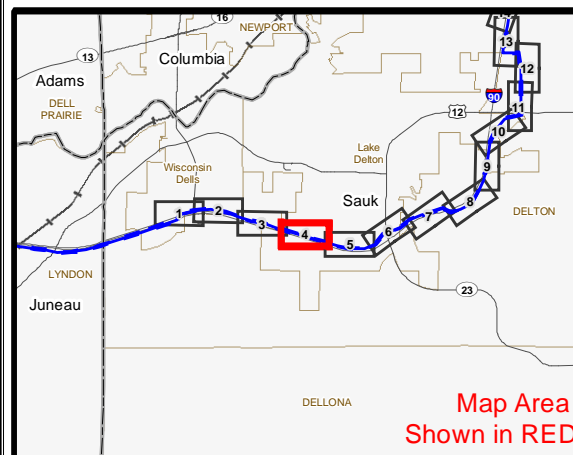 16
NEWPORT
13
Columbia
13
Adams
DELL
PRAIRIE
12
90
12
11
Lake
Delton
10
Wisconsin
Dells
9
Sauk
8
1
2
7
DELTON
3
6
4
5
LYNDON
23
Juneau
DELLONA
Map Area
Shown in RED